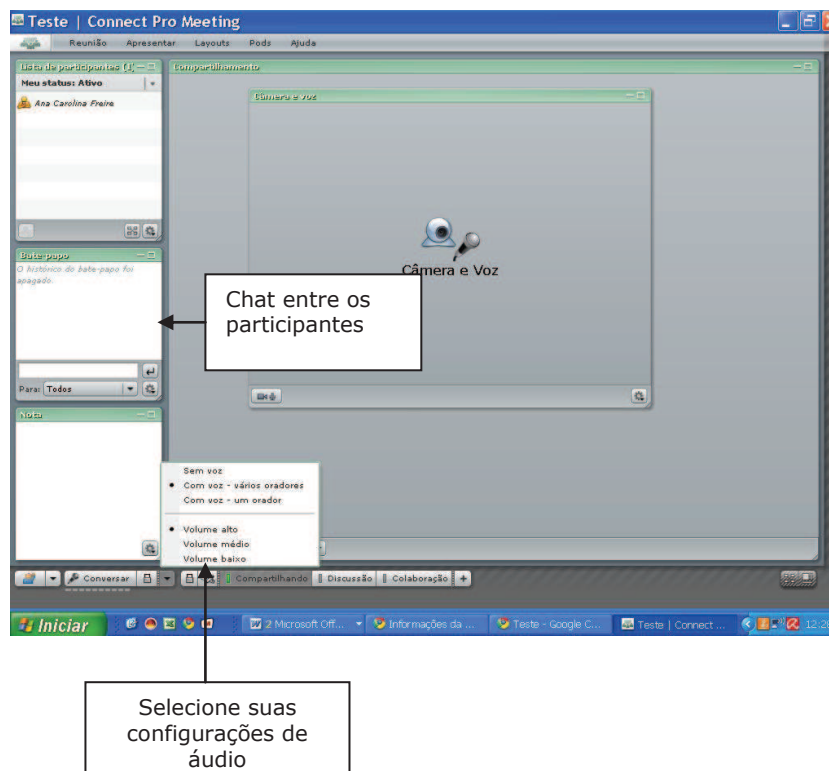 Teste | Connect Pro Meeting
Reunião Apresentar Layouts Pods Ajuda
Lista de participantes (1)
Compartilhamento
Meu status: Ativo
Ana Carolina Freire
Câmera e voz
Câmera e Voz
Bate-papo
O histórico do bate-papo foi
apagado.
Chat entre os
participantes
Para: Todos
Nota
Sem voz
Com voz - vários oradores
Com voz - um orador
Volume alto
Volume médio
Volume baixo
Conversar
Compartilhando Discussão Colaboração +
Iniciar
2 Microsoft Off...
Informações da ...
Teste - Google C...
Teste | Connect ...
Selecione suas
configurações de
áudio